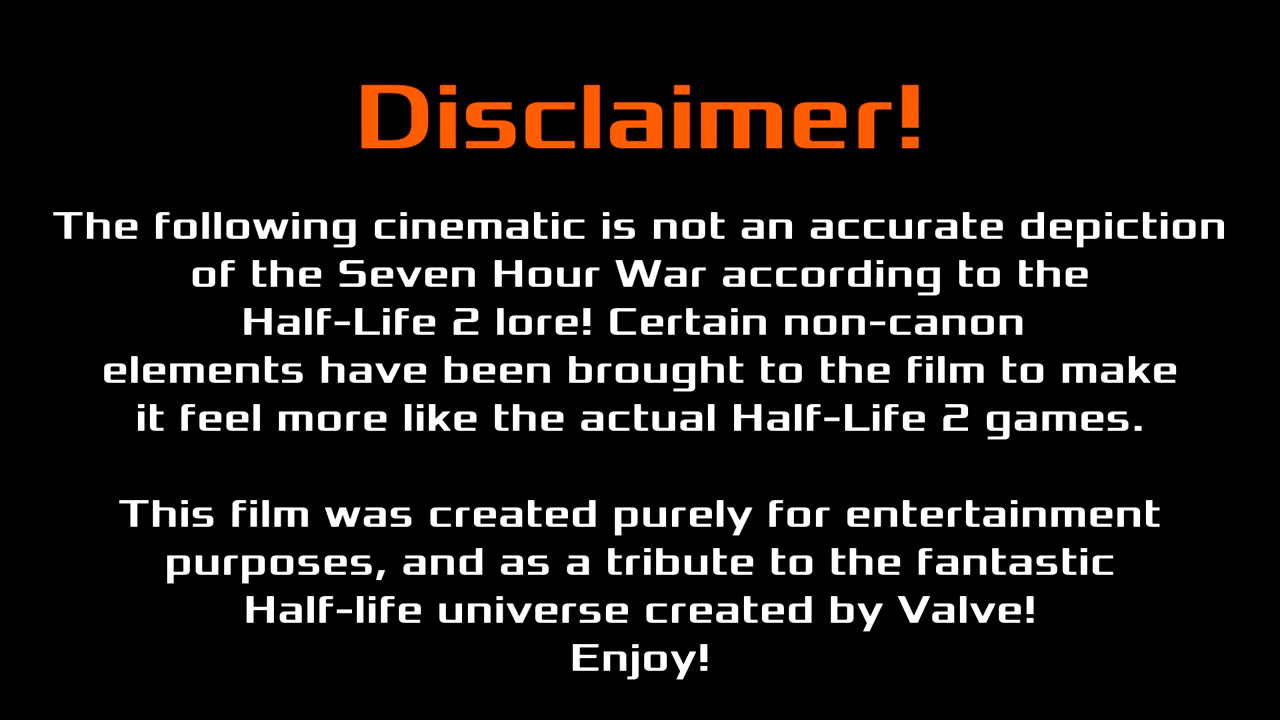 Disclaimer!
The following cinematic is not an accurate depiction
of the Seven Hour War according to the
Half-Life 2 lore! Certain non-canon
elements have been brought to the film to make
it feel more like the actual Half-Life 2 games.
This film was created purely for entertainment
purposes, and as a tribute to the fantastic
Half-life universe created by Valve!
Enjoy!